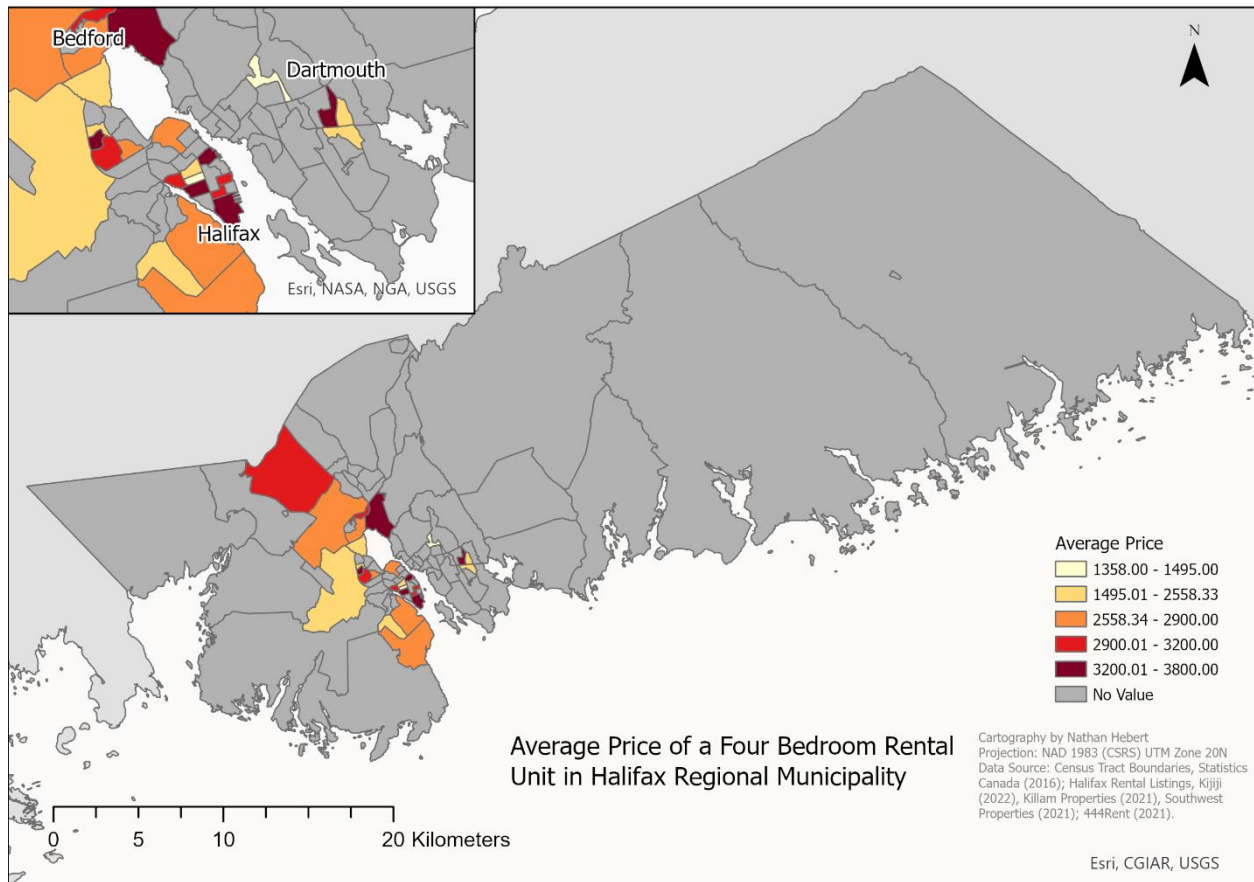 Bedford
Dartmouth
Halifax
Esri, NASA, NGA, USGS
N
Average Price
1358.00 - 1495.00
1495.01 - 2558.33
2558.34 - 2900.00
2900.01 - 3200.00
3200.01 - 3800.00
No Value
Average Price of a Four Bedroom Rental
Unit in Halifax Regional Municipality
Cartography by Nathan Hebert
Projection: NAD 1983 (CSRS) UTM Zone 20N
Data Source: Census Tract Boundaries, Statistics
Canada (2016); Halifax Rental Listings, Kijiji
(2022), Killam Properties (2021), Southwest
Properties (2021); 444Rent (2021).
0 5 10 20 Kilometers
Esri, CGIAR, USGS